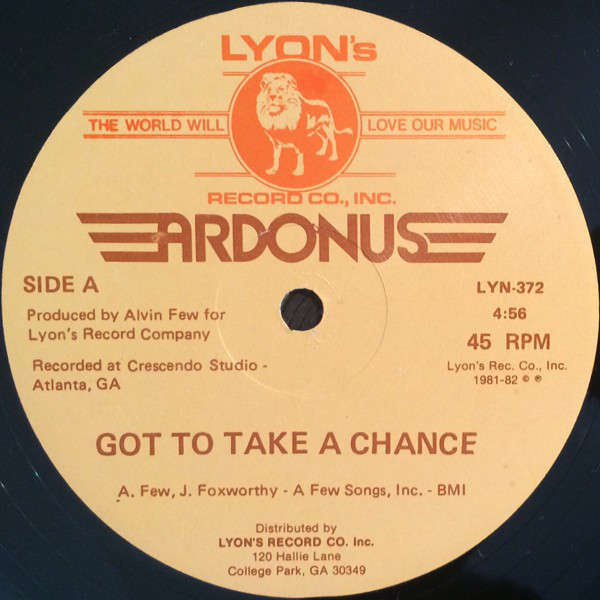 LYON's
THE WORLD WILL LOVE OUR MUSIC
RECORD CO., INC.
ARDONUS
SIDE A
LYN-372
Produced by Alvin Few for
Lyon's Record Company
4:56
45 RPM
Recorded at Crescendo Studio -
Atlanta, GA
Lyon's Rec. Co., Inc.
1981-82 © ℗
GOT TO TAKE A CHANCE
A. Few, J. Foxworthy - A Few Songs, Inc. - BMI
Distributed by
LYON'S RECORD CO. Inc.
120 Hallie Lane
College Park, GA 30349